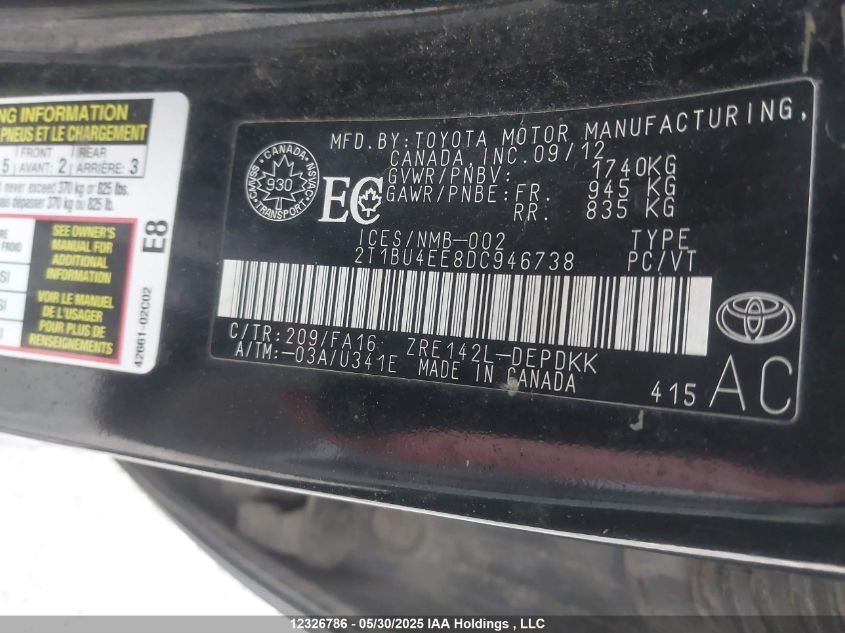 NG INFORMATION
PNEUS ET LE CHARGEMENT
5 FRONT AVANT: 2 REAR ARRIÈRE: 3
never exceed 370 kg or 825 lbs.
ais dépasser 370 kg ou 825 lb.
SEE OWNER'S
MANUAL FOR
ADDITIONAL
INFORMATION
VOIR LE MANUEL
DE L'USAGER
POUR PLUS DE
RENSEIGNEMENTS
E8
42661-02C02
CANADA
930
TRANSPORT
EC
MFD.BY:TOYOTA MOTOR MANUFACTURING,
CANADA,INC.09/12
GVWR/PNBV: 1740KG
GAWR/PNBE:FR. 945 KG
RR. 835 KG
ICES/NMB-002 TYPE
2T1BU4EE8DC946738 PC/VT
C/TR:209/FA16 ZRE142L-DEPDKK
A/TM:-03A/U341E MADE IN CANADA
415 AC
12326786 - 05/30/2025 IAA Holdings , LLC